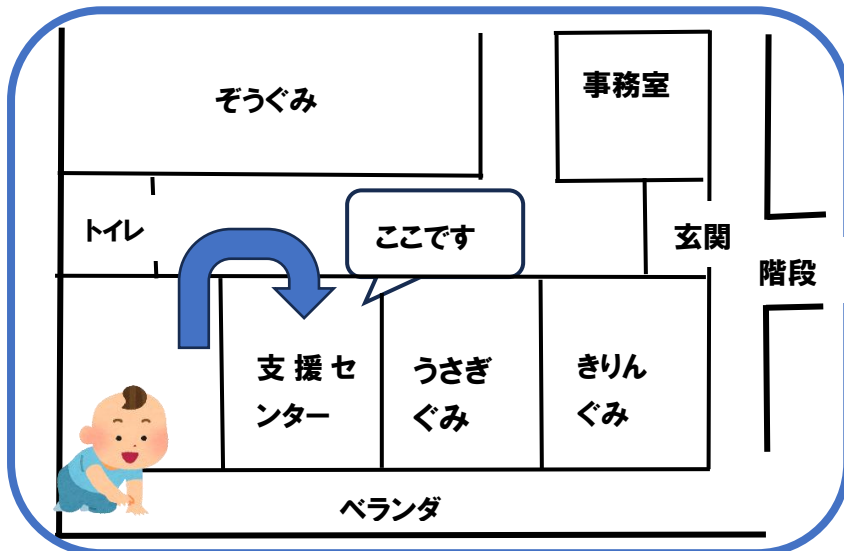 ぞうぐみ
事務室
トイレ
ここです
玄関
階段
支援セ
ンター
うさぎ
ぐみ
きりん
ぐみ
ベランダ